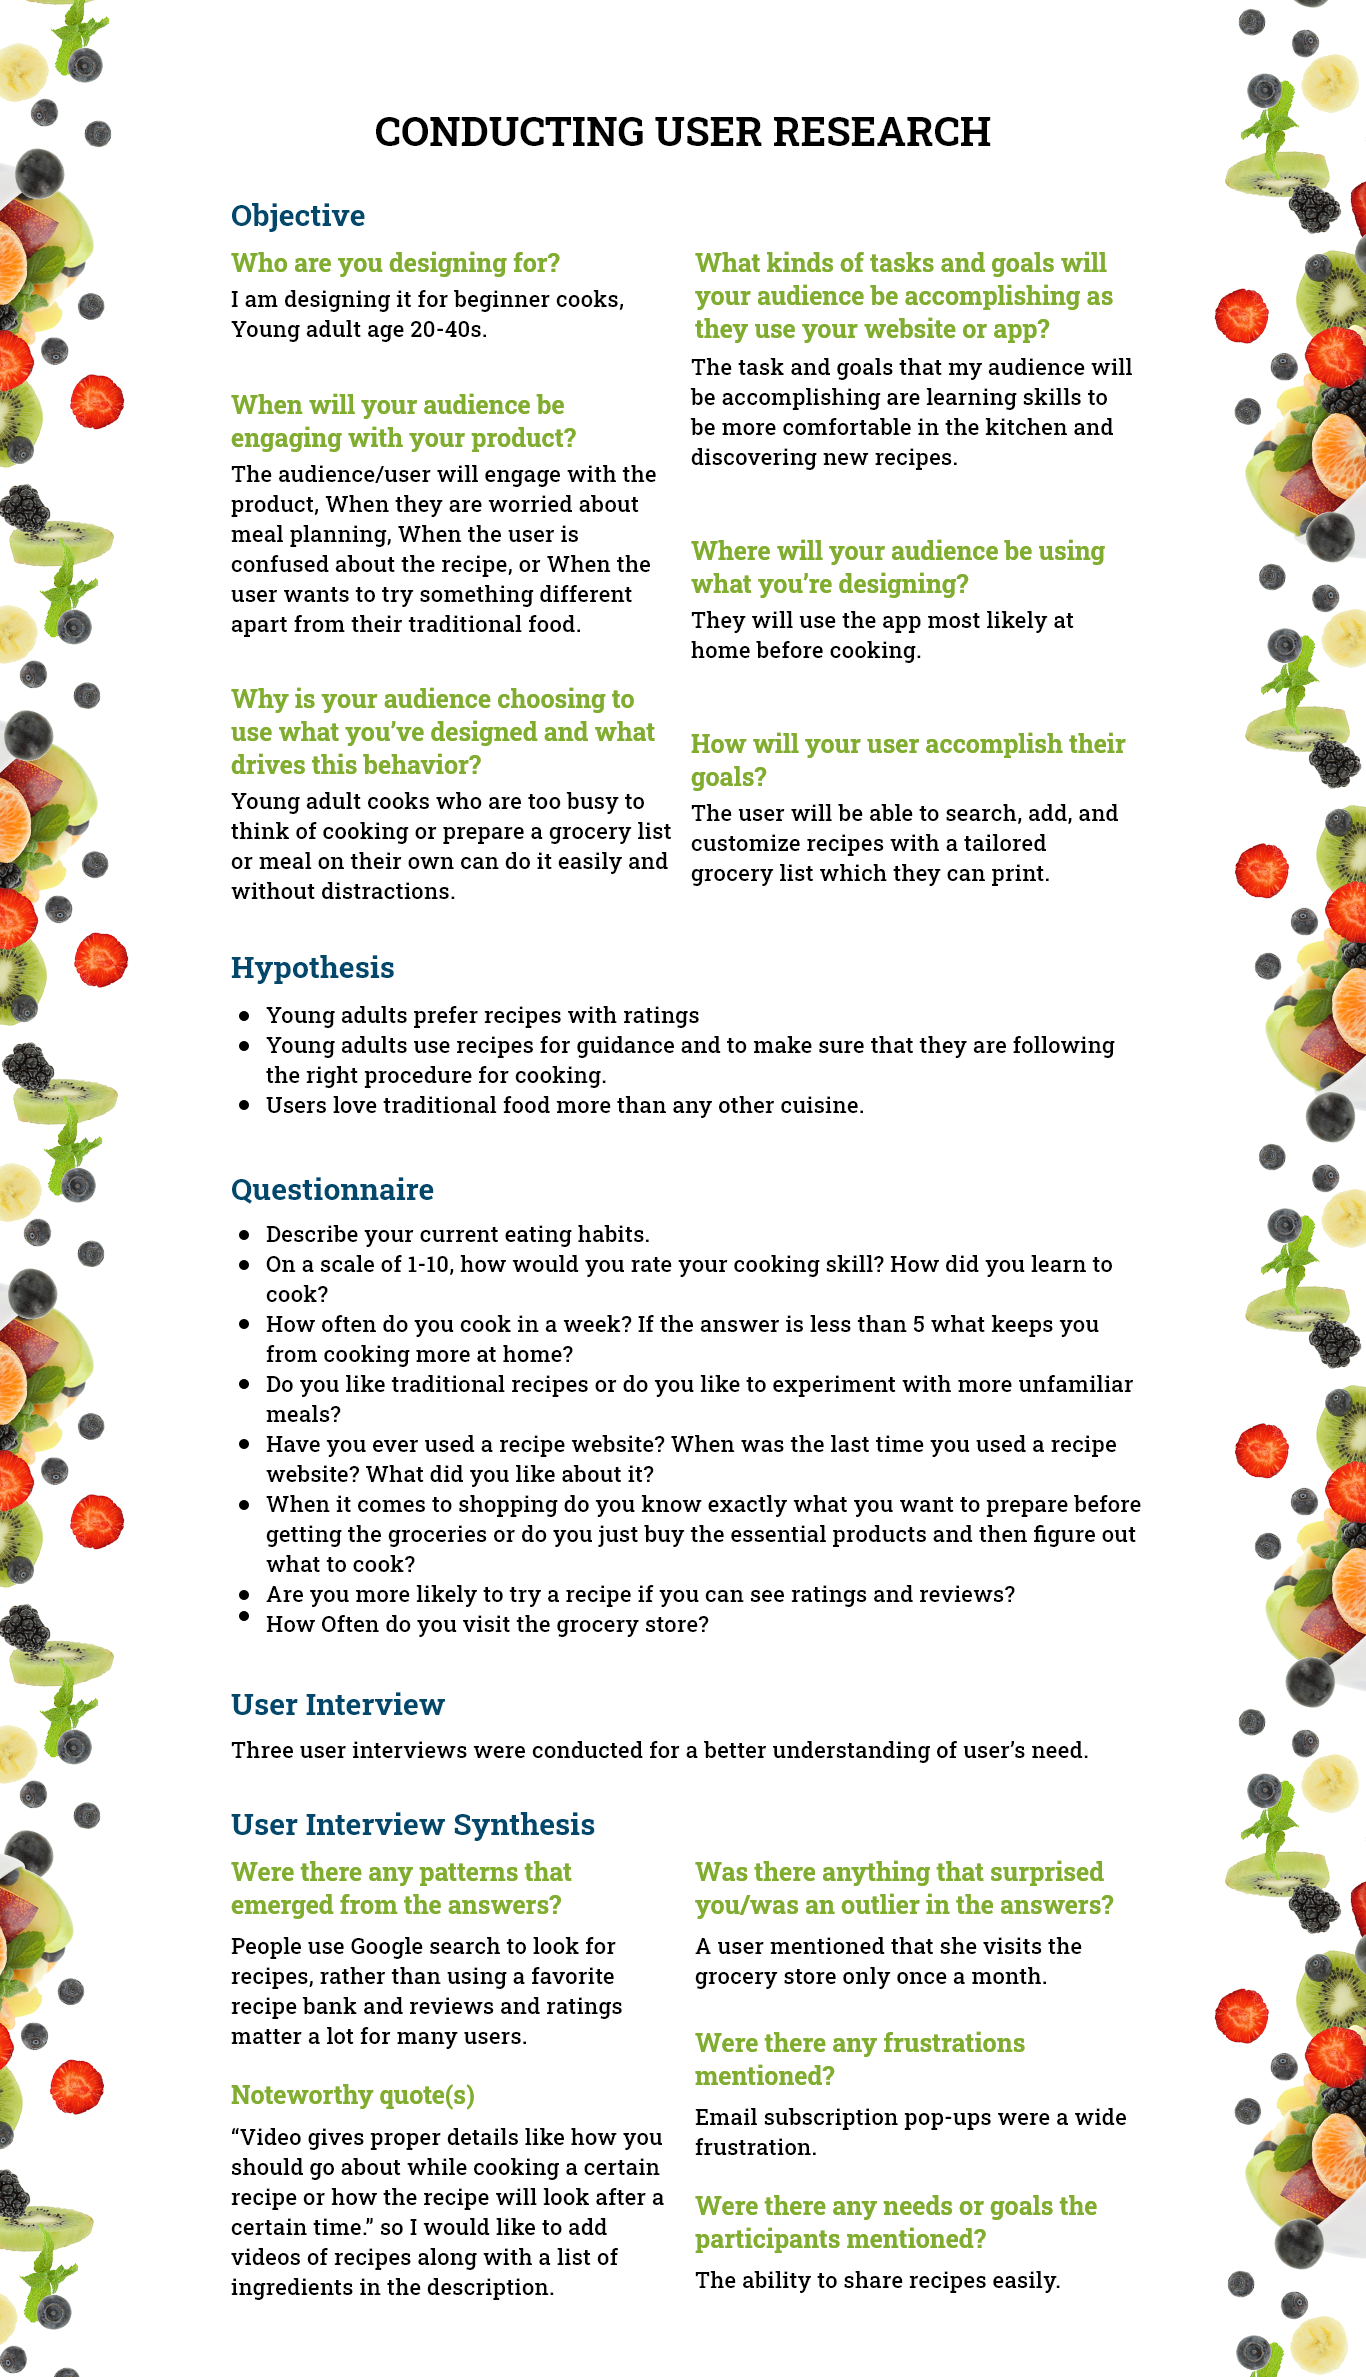 CONDUCTING USER RESEARCH
Objective
Who are you designing for?
I am designing it for beginner cooks,
Young adult age 20-40s.
When will your audience be
engaging with your product?
The audience/user will engage with the
product, When they are worried about
meal planning, When the user is
confused about the recipe, or When the
user wants to try something different
apart from their traditional food.
Why is your audience choosing to
use what you’ve designed and what
drives this behavior?
Young adult cooks who are too busy to
think of cooking or prepare a grocery list
or meal on their own can do it easily and
without distractions.
What kinds of tasks and goals will
your audience be accomplishing as
they use your website or app?
The task and goals that my audience will
be accomplishing are learning skills to
be more comfortable in the kitchen and
discovering new recipes.
Where will your audience be using
what you’re designing?
They will use the app most likely at
home before cooking.
How will your user accomplish their
goals?
The user will be able to search, add, and
customize recipes with a tailored
grocery list which they can print.
Hypothesis
● Young adults prefer recipes with ratings
● Young adults use recipes for guidance and to make sure that they are following
the right procedure for cooking.
● Users love traditional food more than any other cuisine.
Questionnaire
● Describe your current eating habits.
● On a scale of 1-10, how would you rate your cooking skill? How did you learn to
cook?
● How often do you cook in a week? If the answer is less than 5 what keeps you
from cooking more at home?
● Do you like traditional recipes or do you like to experiment with more unfamiliar
meals?
● Have you ever used a recipe website? When was the last time you used a recipe
website? What did you like about it?
● When it comes to shopping do you know exactly what you want to prepare before
getting the groceries or do you just buy the essential products and then figure out
what to cook?
● Are you more likely to try a recipe if you can see ratings and reviews?
● How Often do you visit the grocery store?
User Interview
Three user interviews were conducted for a better understanding of user’s need.
User Interview Synthesis
Were there any patterns that
emerged from the answers?
People use Google search to look for
recipes, rather than using a favorite
recipe bank and reviews and ratings
matter a lot for many users.
Noteworthy quote(s)
“Video gives proper details like how you
should go about while cooking a certain
recipe or how the recipe will look after a
certain time.” so I would like to add
videos of recipes along with a list of
ingredients in the description.
Was there anything that surprised
you/was an outlier in the answers?
A user mentioned that she visits the
grocery store only once a month.
Were there any frustrations
mentioned?
Email subscription pop-ups were a wide
frustration.
Were there any needs or goals the
participants mentioned?
The ability to share recipes easily.